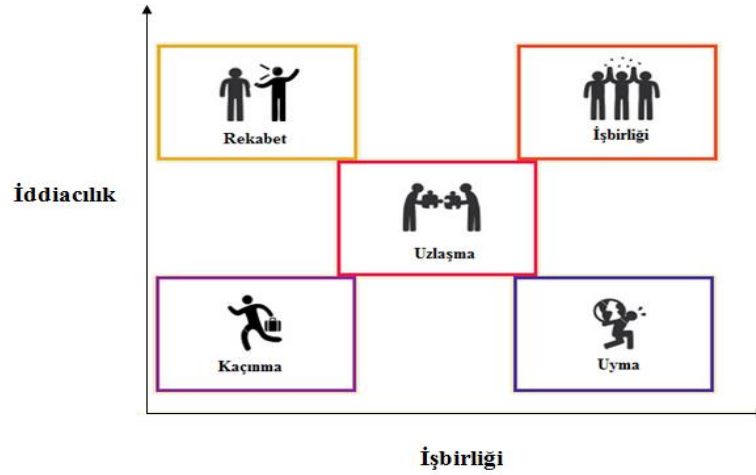 Rekabet
İşbirliği
İddiacılık
Uzlaşma
Kaçınma
Uyma
İşbirliği